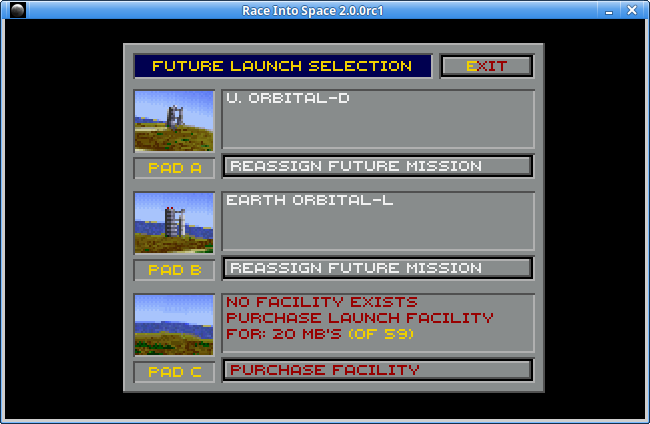 Race Into Space 2.0.0rc1
FUTURE LAUNCH SELECTION
EXIT
U. ORBITAL-D
PAD A
REASSIGN FUTURE MISSION
EARTH ORBITAL-L
PAD B
REASSIGN FUTURE MISSION
NO FACILITY EXISTS
PURCHASE LAUNCH FACILITY
FOR: 20 MB'S (OF 59)
PAD C
PURCHASE FACILITY